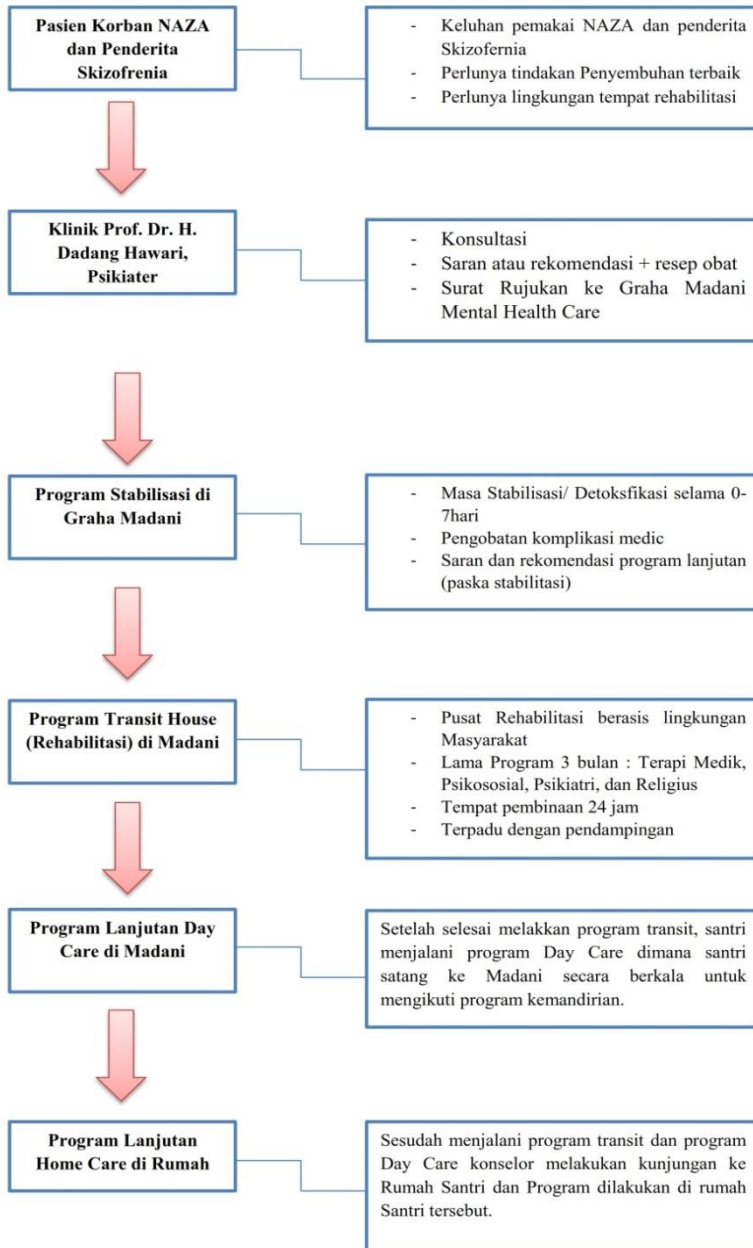 Pasien Korban NAZA
dan Penderita
Skizofrenia
- Keluhan pemakai NAZA dan penderita
Skizofernia
- Perlunya tindakan Penyembuhan terbaik
- Perlunya lingkungan tempat rehabilitasi
Klinik Prof. Dr. H.
Dadang Hawari,
Psikiater
- Konsultasi
- Saran atau rekomendasi + resep obat
- Surat Rujukan ke Graha Madani
Mental Health Care
Program Stabilisasi di
Graha Madani
- Masa Stabilisasi/ Detoksfikasi selama 0-
7hari
- Pengobatan komplikasi medic
- Saran dan rekomendasi program lanjutan
(paska stabilitasi)
Program Transit House
(Rehabilitasi) di Madani
- Pusat Rehabilitasi berasis lingkungan
Masyarakat
- Lama Program 3 bulan : Terapi Medik,
Psikososial, Psikiatri, dan Religius
- Tempat pembinaan 24 jam
- Terpadu dengan pendampingan
Program Lanjutan Day
Care di Madani
Setelah selesai melakkan program transit, santri
menjalani program Day Care dimana santri
satang ke Madani secara berkala untuk
mengikuti program kemandirian.
Program Lanjutan
Home Care di Rumah
Sesudah menjalani program transit dan program
Day Care konselor melakukan kunjungan ke
Rumah Santri dan Program dilakukan di rumah
Santri tersebut.